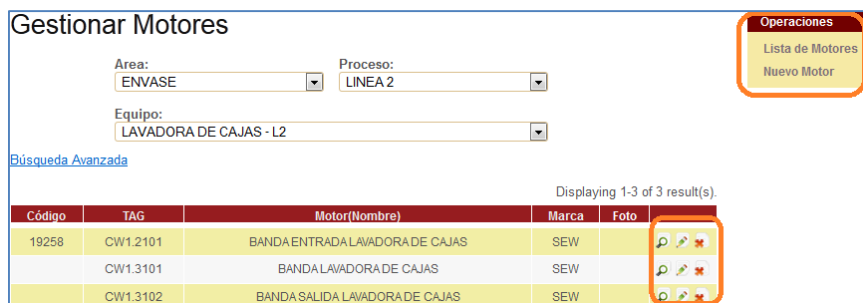 Gestionar Motores
Operaciones
Lista de Motores
Nuevo Motor
Area: Proceso:
ENVASE LINEA 2
Equipo:
LAVADORA DE CAJAS - L2
Búsqueda Avanzada
Displaying 1-3 of 3 result(s).
Código TAG Motor(Nombre) Marca Foto
19258 CW1.2101 BANDA ENTRADA LAVADORA DE CAJAS SEW
CW1.3101 BANDA LAVADORA DE CAJAS SEW
CW1.3102 BANDA SALIDA LAVADORA DE CAJAS SEW